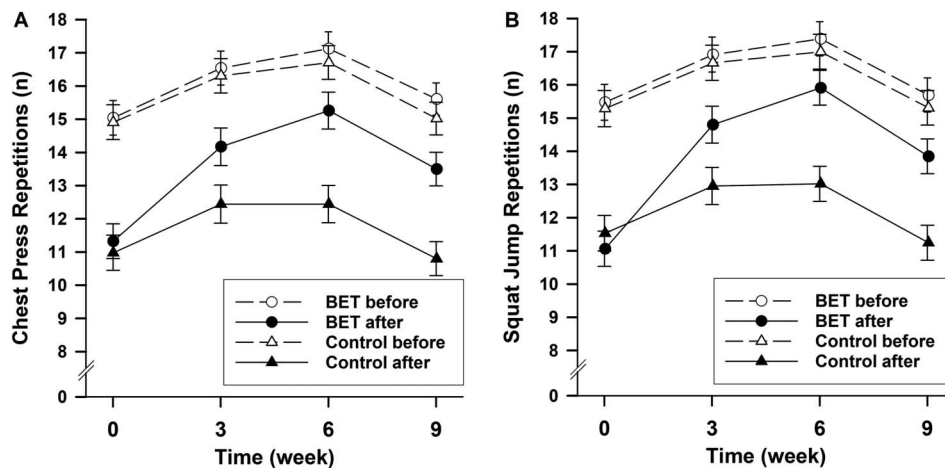 A
Chest Press Repetitions (n)
18
17
16
15
14
13
12
11
10
9
8
0
BET before
BET after
Control before
Control after
0 3 6 9
Time (week)
B
Squat Jump Repetitions (n)
18
17
16
15
14
13
12
11
10
9
8
0
BET before
BET after
Control before
Control after
0 3 6 9
Time (week)